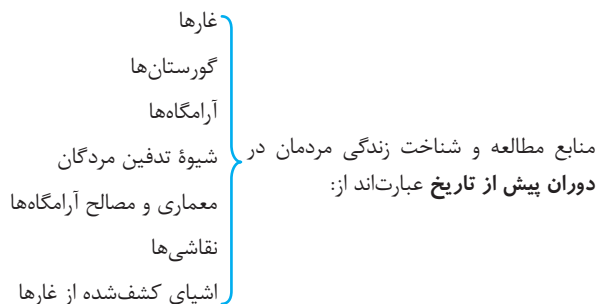 منابع مطالعه و شناخت زندگی مردمان در
دوران پیش از تاریخ عبارت‌اند از:
غارها
گورستان‌ها
آرامگاه‌ها
شیوهٔ تدفین مردگان
معماری و مصالح آرامگاه‌ها
نقاشی‌ها
اشیای کشف‌شده از غارها